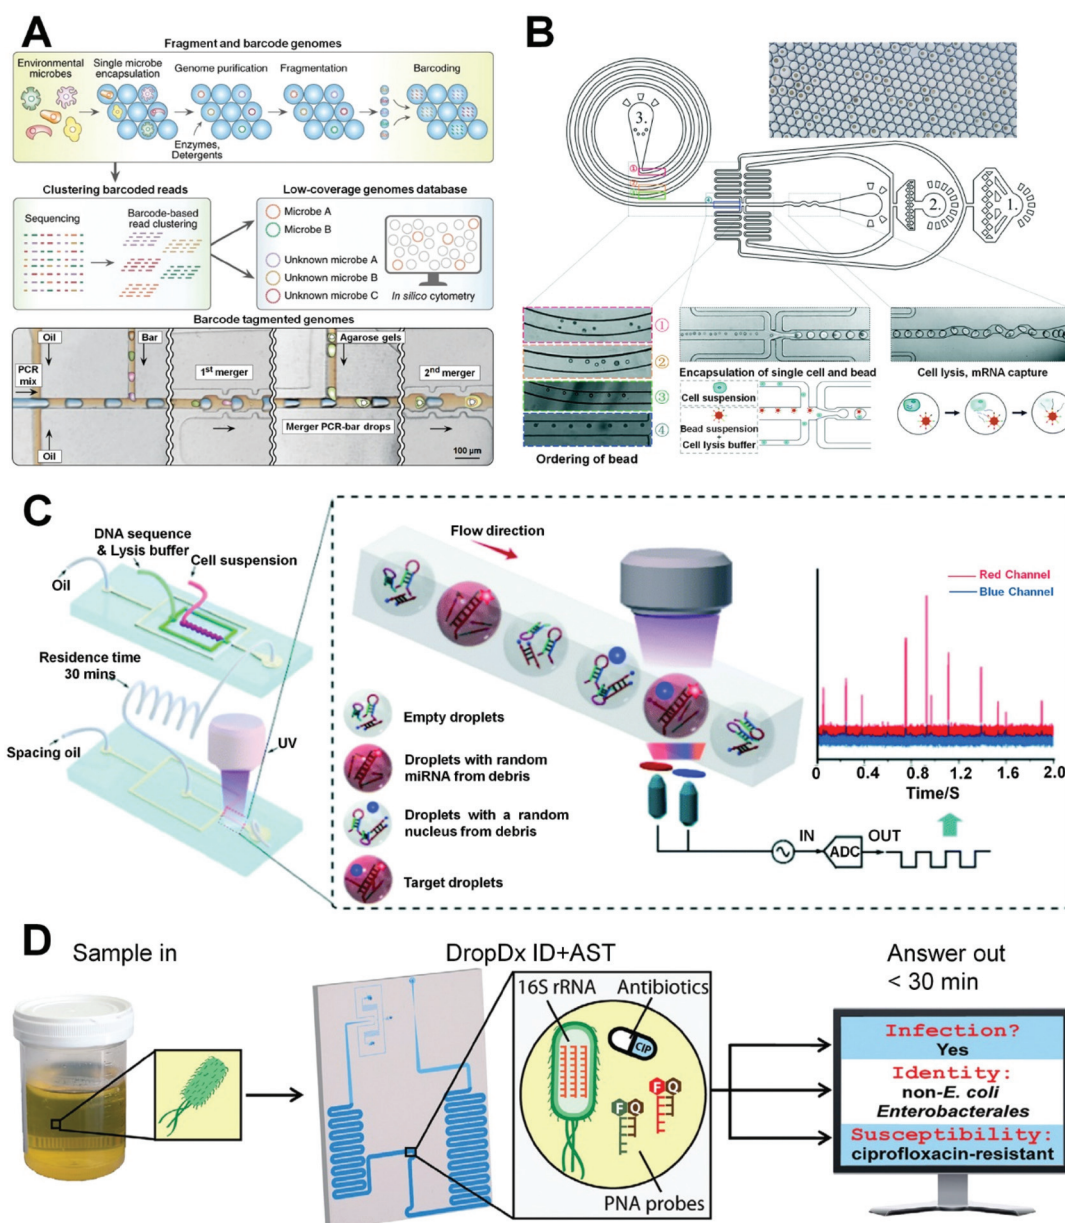 A
Fragment and barcode genomes
Environmental
microbes
Single microbe
encapsulation
Genome purification
Fragmentation
Barcoding
Enzymes,
Detergents
Clustering barcoded reads
Sequencing
Barcode-based
read clustering
Low-coverage genomes database
Microbe A
Microbe B
Unknown microbe A
Unknown microbe B
Unknown microbe C
In silico cytometry
Barcode tagmented genomes
Oil
Bar
Agarose gels
PCR
mix
1st merger
2nd merger
Merger PCR-bar drops
Oil
100 μm
B
3.
2.
1.
①
④
①
②
③
④
Ordering of bead
Encapsulation of single cell and bead
Cell suspension
Bead suspension
+
Cell lysis buffer
Cell lysis, mRNA capture
C
DNA sequence
& Lysis buffer
Cell suspension
Oil
Residence time
30 mins
Spacing oil
UV
Flow direction
Empty droplets
Droplets with random
miRNA from debris
Droplets with a random
nucleus from debris
Target droplets
Red Channel
Blue Channel
0 0.4 0.8 1.2 1.6 2.0
Time/S
IN
ADC
OUT
D
Sample in
DropDx ID+AST
Answer out
< 30 min
16S rRNA
Antibiotics
CIP
F Q
F Q
PNA probes
Infection?
Yes
Identity:
non-E. coli
Enterobacterales
Susceptibility:
ciprofloxacin-resistant